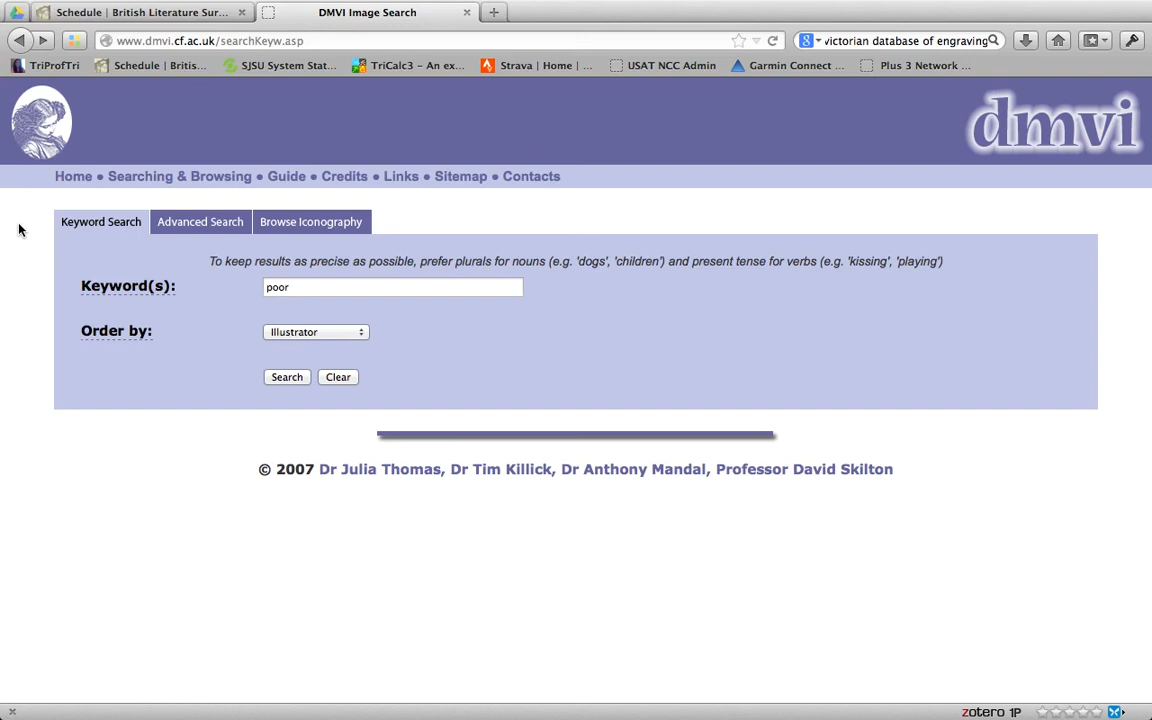 Schedule | British Literature Sur...
DMVI Image Search
www.dmvi.cf.ac.uk/searchKeyw.asp
victorian database of engraving
TriProfTri
Schedule | Britis...
SJSU System Stat...
TriCalc3 – An ex...
Strava | Home | ...
USAT NCC Admin
Garmin Connect ...
Plus 3 Network ...
dmvi
Home ● Searching & Browsing ● Guide ● Credits ● Links ● Sitemap ● Contacts
Keyword Search
Advanced Search
Browse Iconography
To keep results as precise as possible, prefer plurals for nouns (e.g. 'dogs', 'children') and present tense for verbs (e.g. 'kissing', 'playing')
Keyword(s):
poor
Order by:
Illustrator
Search
Clear
© 2007 Dr Julia Thomas, Dr Tim Killick, Dr Anthony Mandal, Professor David Skilton
zotero 1P